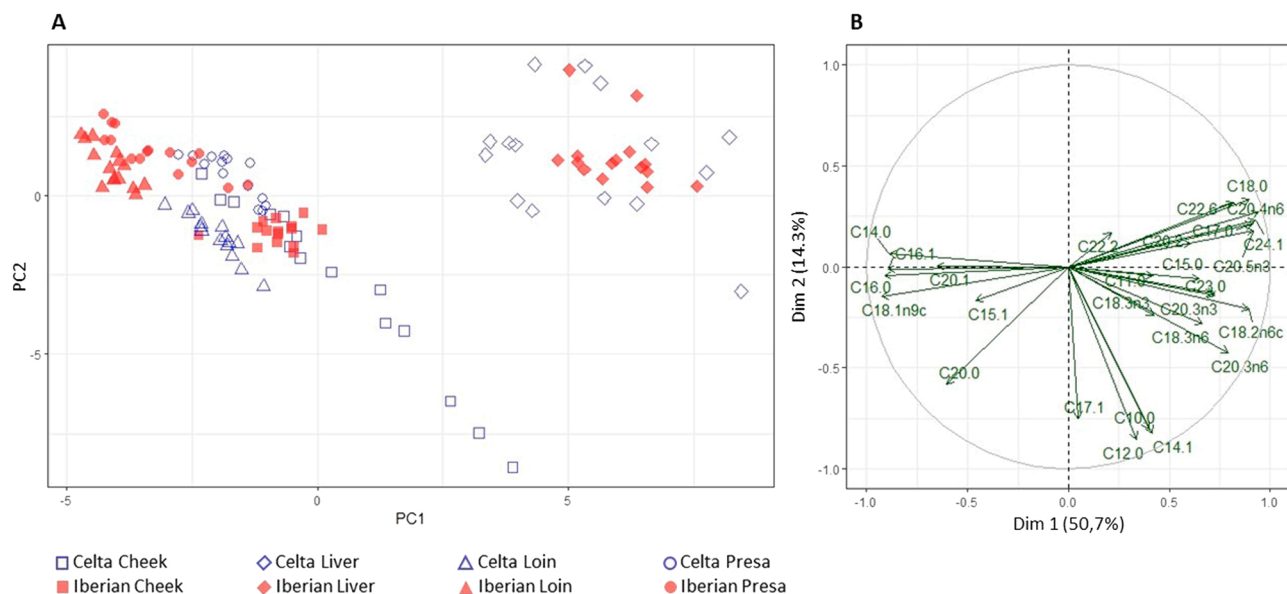 A
B
PC2
0
-5
-5
0
5
PC1
Dim 2 (14.3%)
1.0
0.5
0.0
-0.5
-1.0
C18.0
C22.6
C20.4n6
C14.0
C22.2
C20.2
C17.0
C24.1
C16.1
C20.5n3
C15.0
C16.0
C20.1
C11.0
C23.0
C18.1n9c
C15.1
C18.3n3
C20.3n3
C18.2n6c
C18.3n6
C20.3n6
C20.0
C17.1
C10.0
C14.1
C12.0
-1.0
-0.5
0.0
0.5
1.0
Dim 1 (50,7%)
Celta Cheek
Celta Liver
Celta Loin
Celta Presa
Iberian Cheek
Iberian Liver
Iberian Loin
Iberian Presa